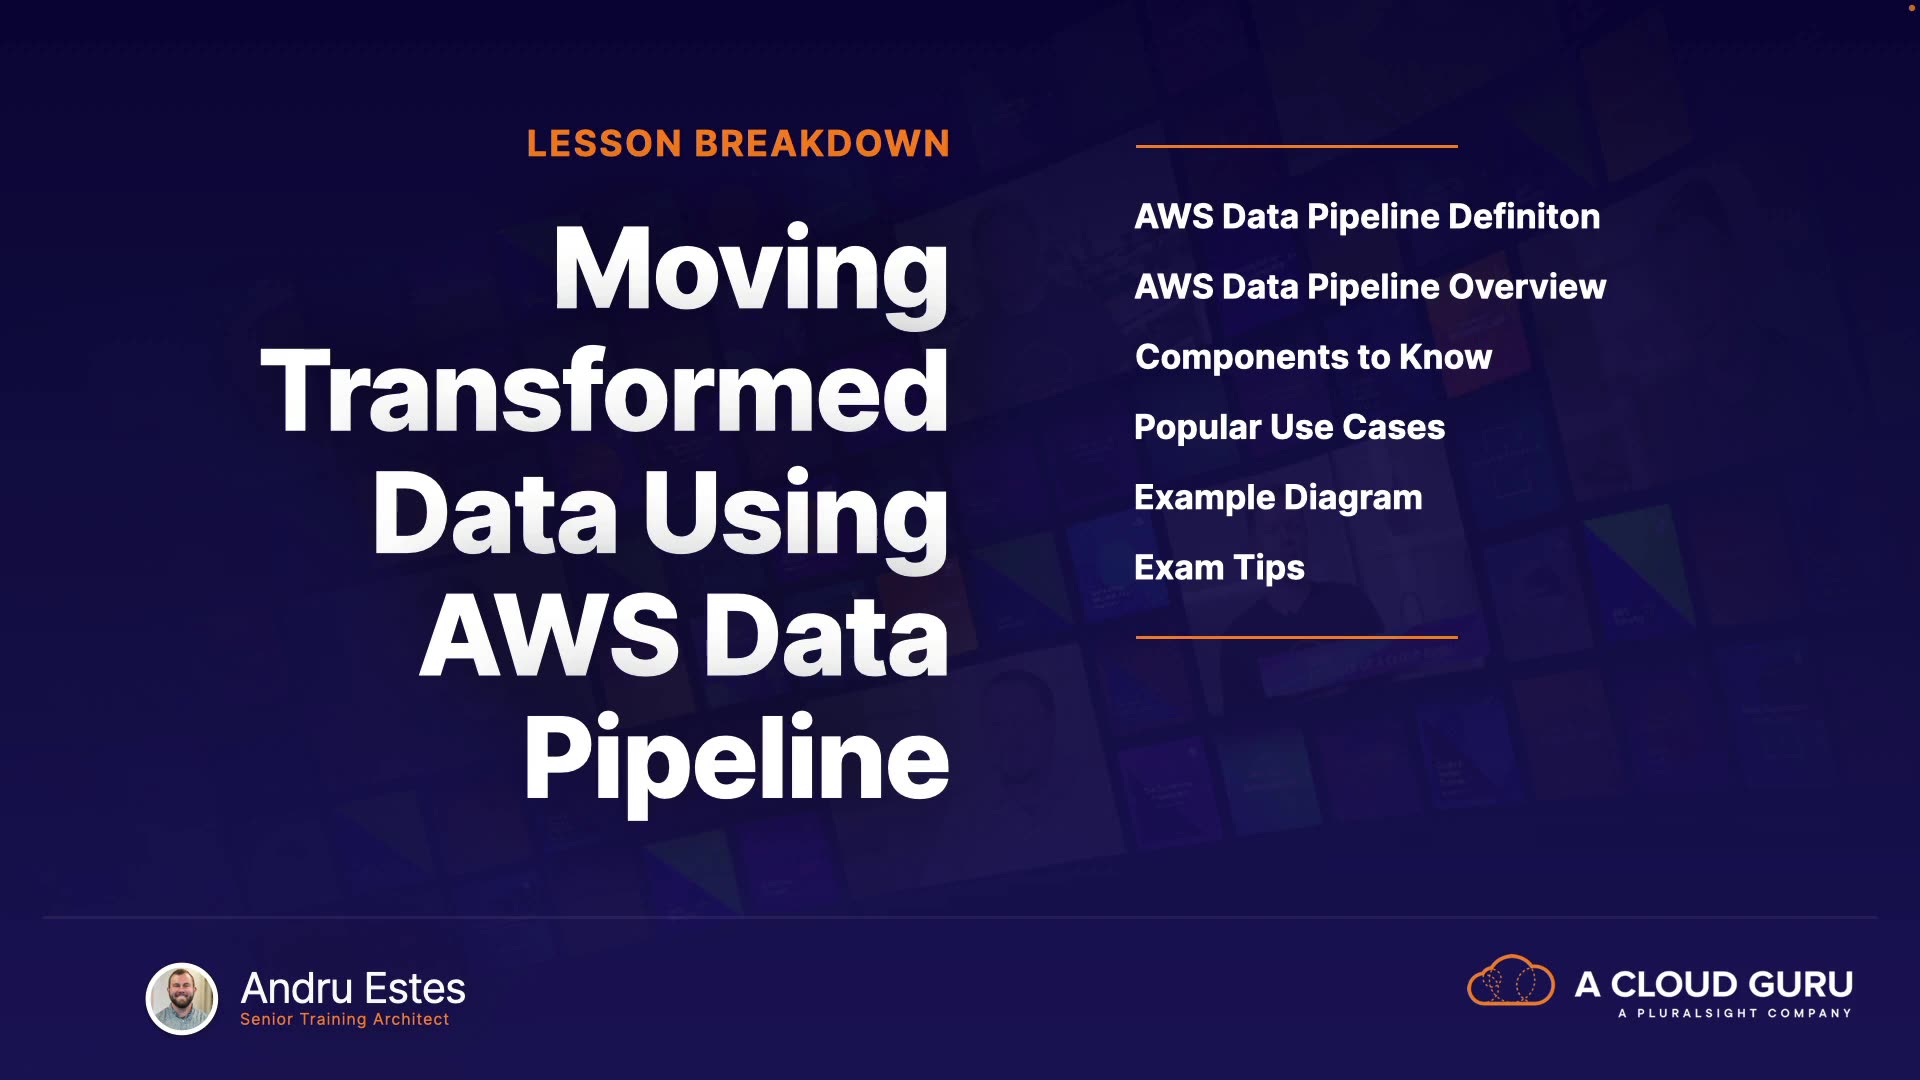 LESSON BREAKDOWN
Moving
Transformed
Data Using
AWS Data
Pipeline
AWS Data Pipeline Definiton
AWS Data Pipeline Overview
Components to Know
Popular Use Cases
Example Diagram
Exam Tips
Andru Estes
Senior Training Architect
A CLOUD GURU
A PLURALSIGHT COMPANY